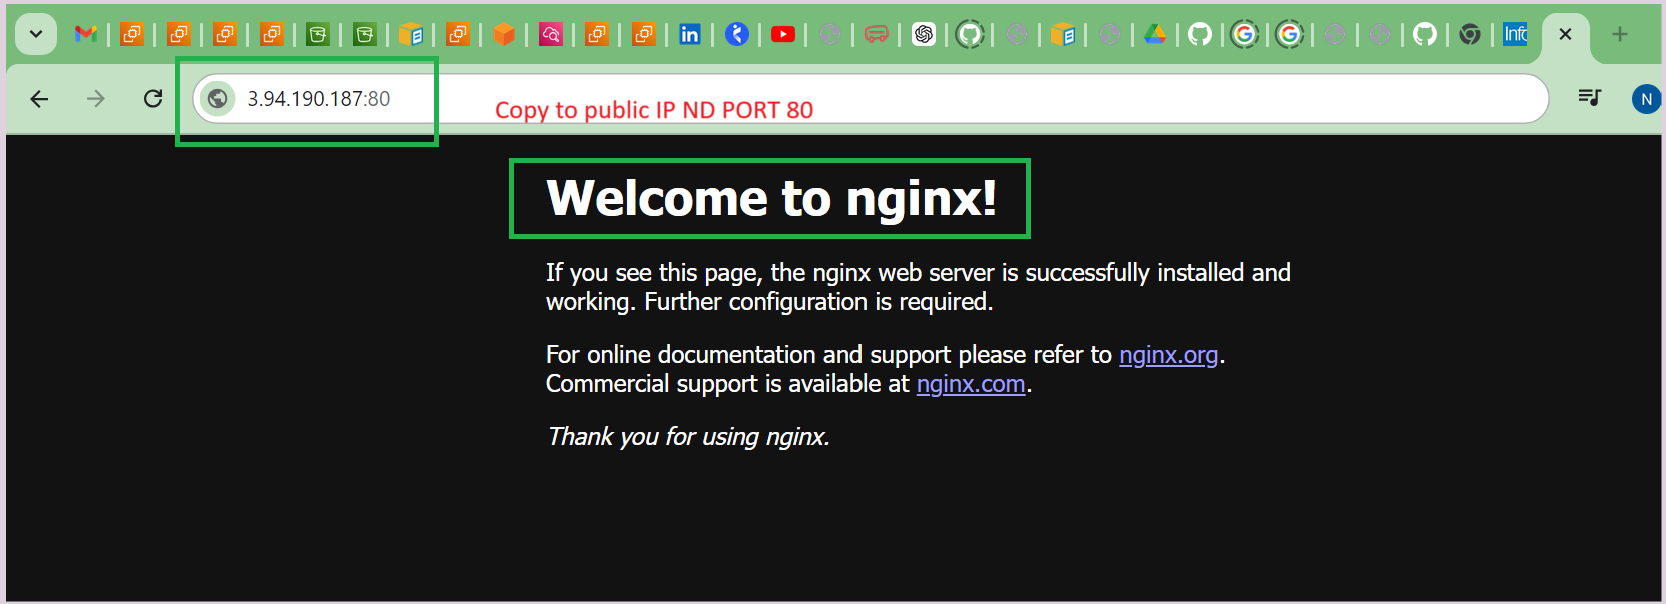 3.94.190.187:80
Copy to public IP ND PORT 80
N
Welcome to nginx!
If you see this page, the nginx web server is successfully installed and
working. Further configuration is required.
For online documentation and support please refer to nginx.org.
Commercial support is available at nginx.com.
Thank you for using nginx.